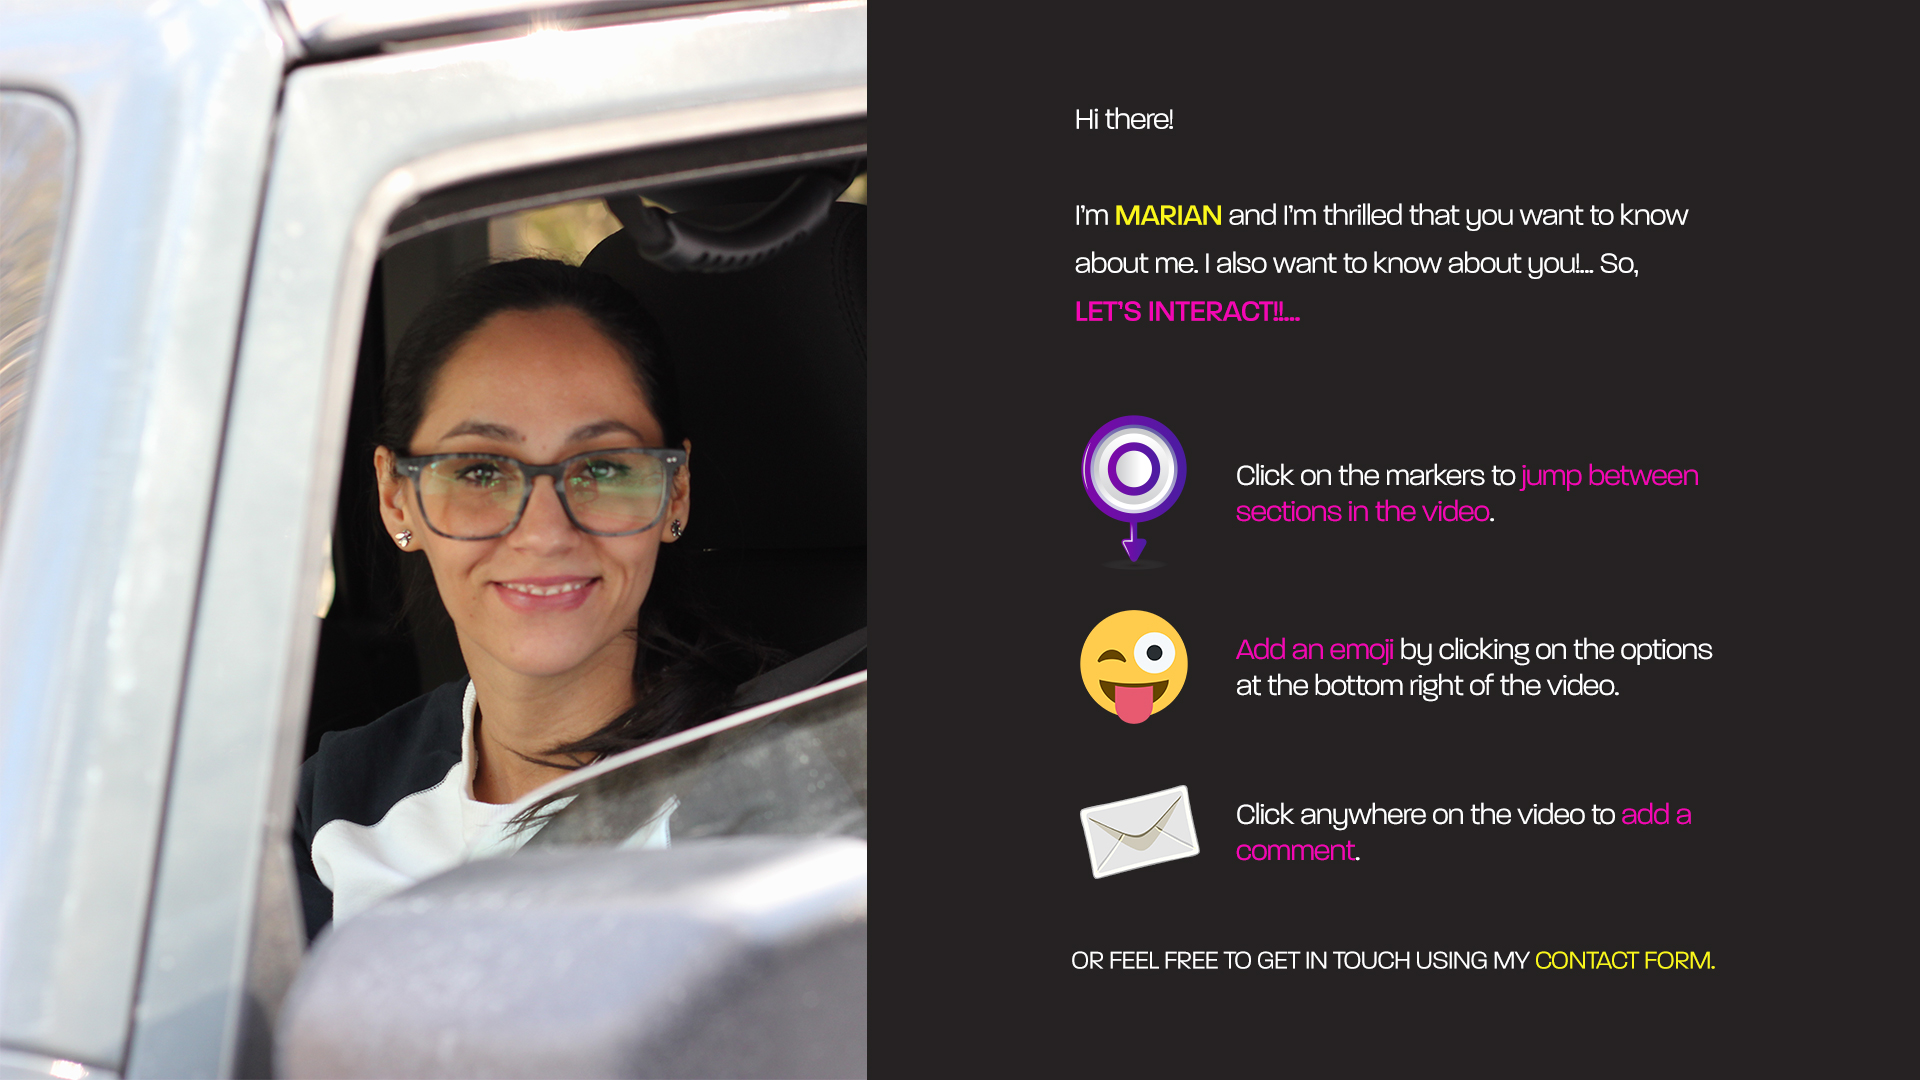 Hi there!
I'm MARIAN and I'm thrilled that you want to know
about me. I also want to know about you!... So,
LET'S INTERACT!!...
Click on the markers to jump between
sections in the video.
Add an emoji by clicking on the options
at the bottom right of the video.
Click anywhere on the video to add a
comment.
OR FEEL FREE TO GET IN TOUCH USING MY CONTACT FORM.